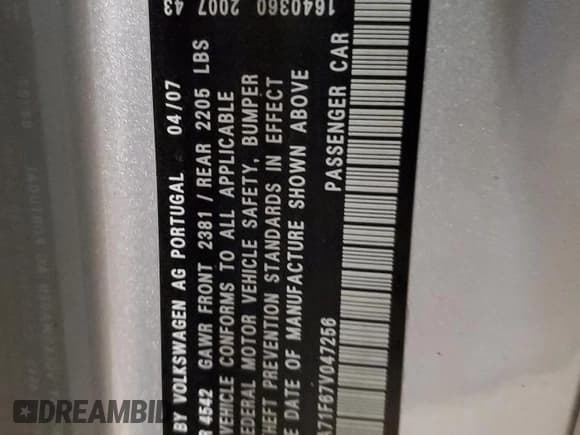 1640360 2007 43
BY VOLKSWAGEN AG PORTUGAL 04/07
R 4542 GAWR FRONT 2381 / REAR 2205 LBS
VEHICLE CONFORMS TO ALL APPLICABLE
FEDERAL MOTOR VEHICLE SAFETY, BUMPER
THEFT PREVENTION STANDARDS IN EFFECT
E DATE OF MANUFACTURE SHOWN ABOVE
PASSENGER CAR
A71F67V047256
DREAMBID.